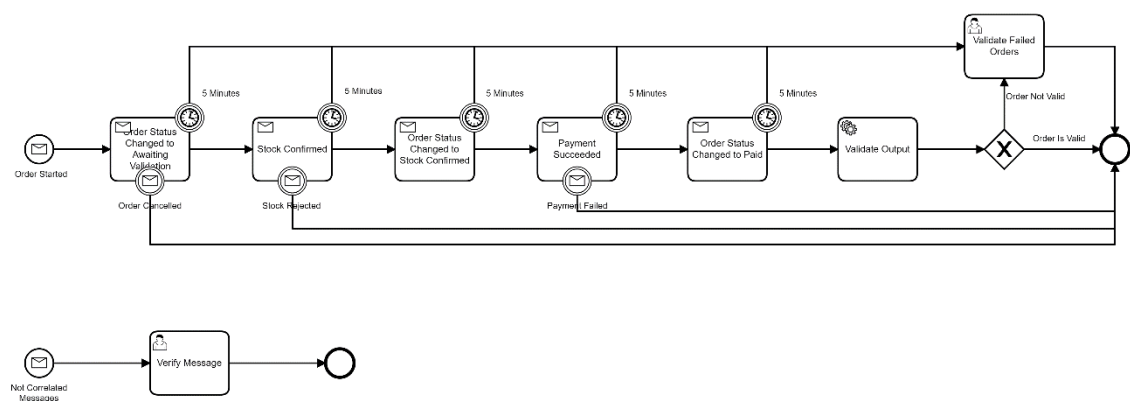 Validate Failed
Orders
5 Minutes
5 Minutes
5 Minutes
5 Minutes
5 Minutes
Order Not Valid
Order Started
Order Status
Changed to
Awaiting
Validation
Order Cancelled
Stock Confirmed
Stock Rejected
Order Status
Changed to
Stock Confirmed
Payment
Succeeded
Payment Failed
Order Status
Changed to Paid
Validate Output
X
Order Is Valid
Not Correlated
Messages
Verify Message